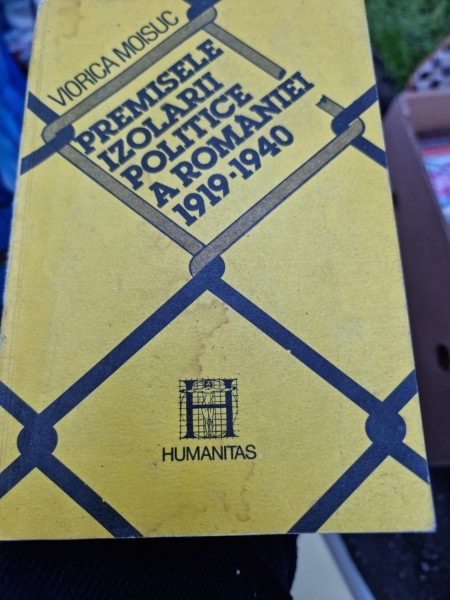 VIORICA MOISUC
PREMISELE
IZOLARII
POLITICE
A ROMANIEI
1919-1940
H
HUMANITAS